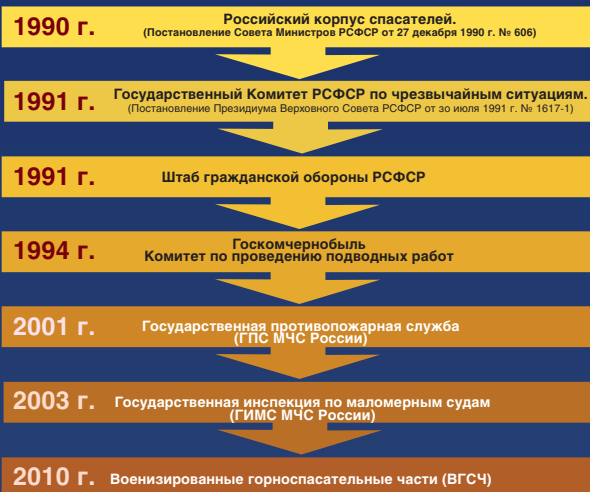 1990 г.
Российский корпус спасателей.
(Постановление Совета Министров РСФСР от 27 декабря 1990 г. № 606)
1991 г.
Государственный Комитет РСФСР по чрезвычайным ситуациям.
(Постановление Президиума Верховного Совета РСФСР от зо июля 1991 г. № 1617-1)
1991 г.
Штаб гражданской обороны РСФСР
1994 г.
Госкомчернобыль
Комитет по проведению подводных работ
2001 г.
Государственная противопожарная служба
(ГПС МЧС России)
2003 г.
Государственная инспекция по маломерным судам
(ГИМС МЧС России)
2010 г.
Военизированные горноспасательные части (ВГСЧ)